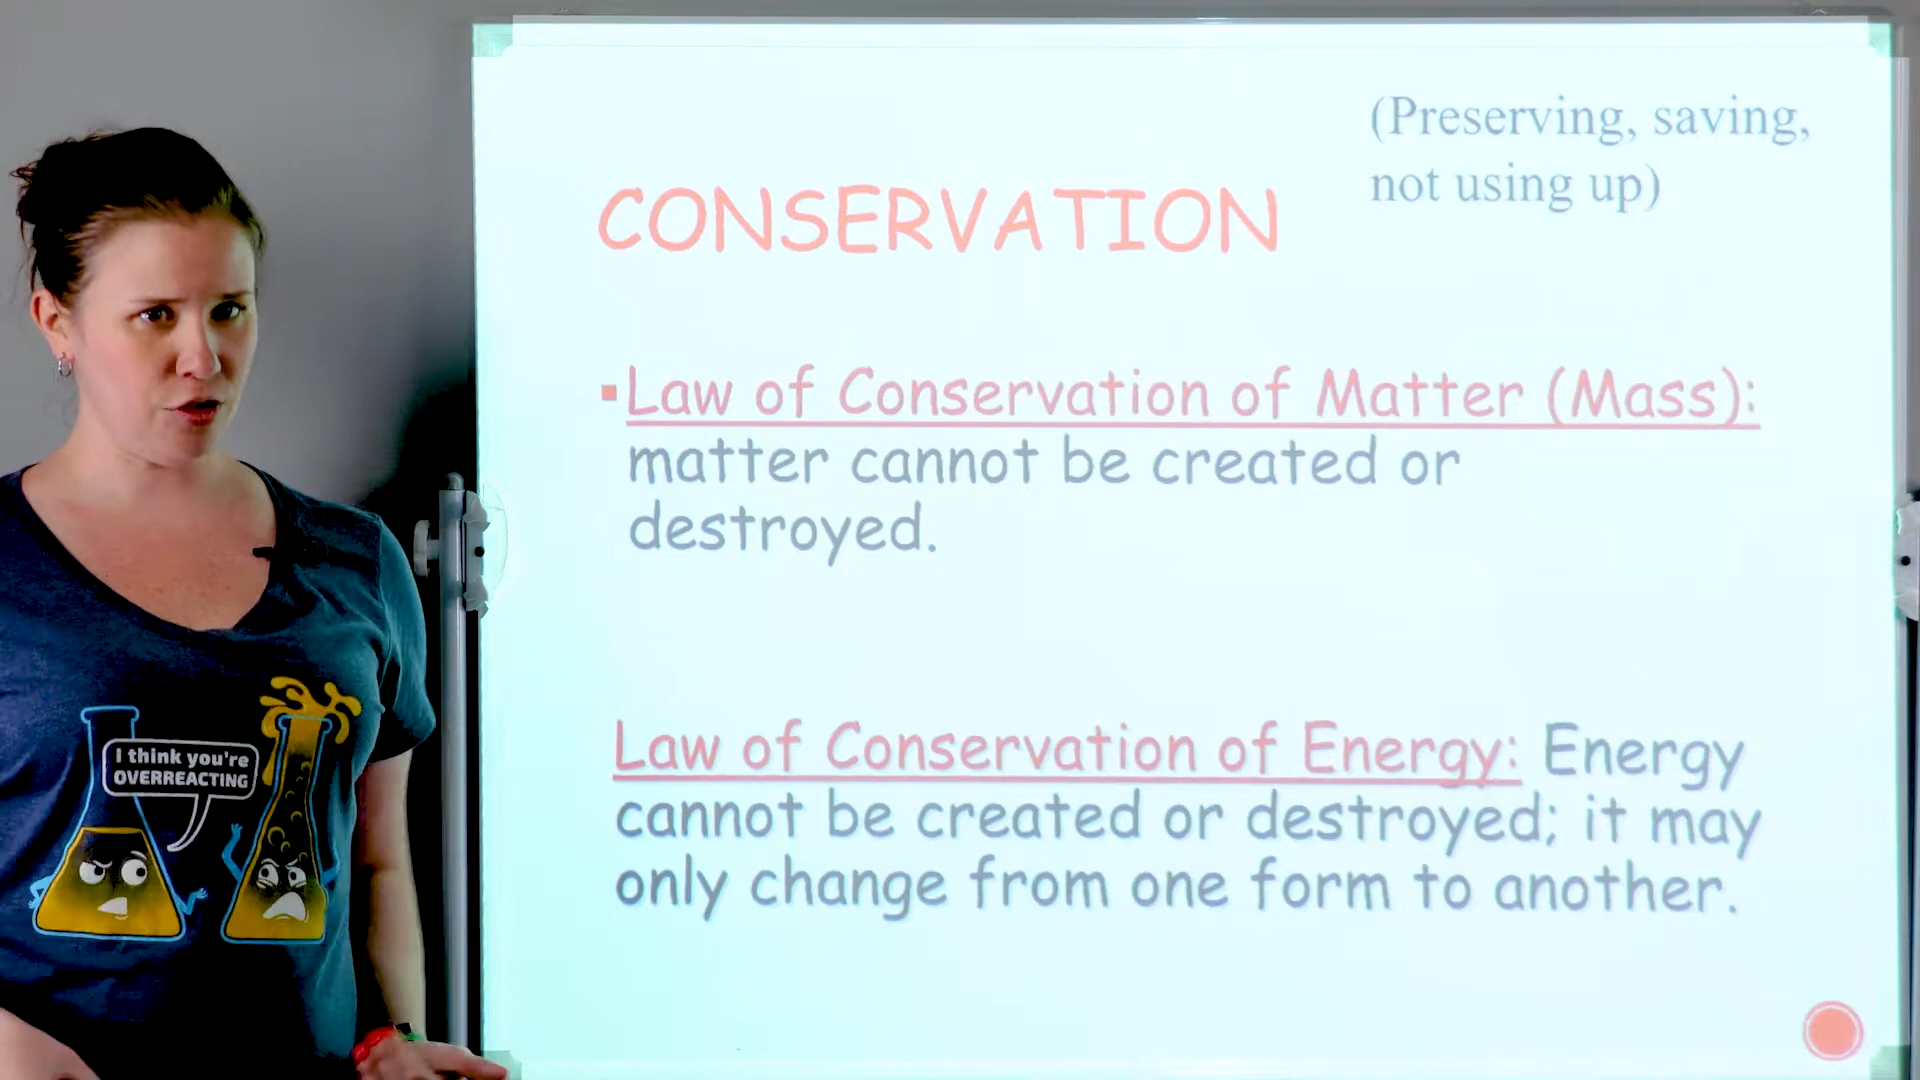 (Preserving, saving,
not using up)
CONSERVATION
Law of Conservation of Matter (Mass):
matter cannot be created or
destroyed.
Law of Conservation of Energy: Energy
cannot be created or destroyed; it may
only change from one form to another.
I think you're
OVERREACTING